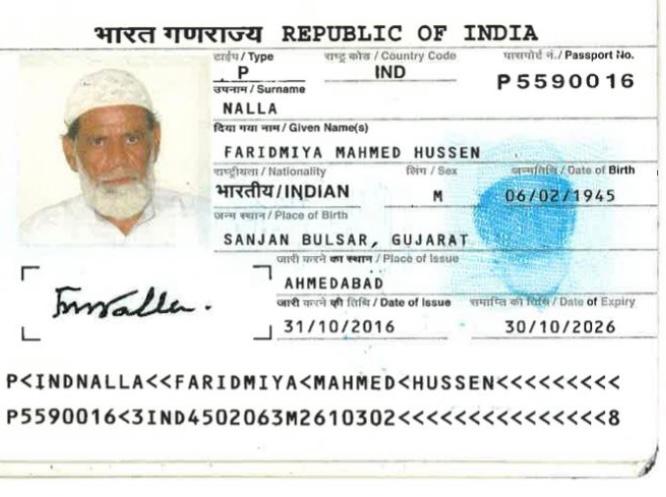 भारत गणराज्य REPUBLIC OF INDIA
टाईप / Type राष्ट्र कोड / Country Code पासपोर्ट नं. / Passport No.
P IND P5590016
उपनाम / Surname
NALLA
दिया गया नाम / Given Name(s)
FARIDMIYA MAHMED HUSSEN
राष्ट्रीयता / Nationality लिंग / Sex जन्मतिथि / Date of Birth
भारतीय/INDIAN M 06/02/1945
जन्म स्थान / Place of Birth
SANJAN BULSAR, GUJARAT
जारी करने का स्थान / Place of Issue
AHMEDABAD
जारी करने की तिथि / Date of Issue समाप्ति की तिथि / Date of Expiry
31/10/2016 30/10/2026
P<INDNALLA<<FARIDMIYA<MAHMED<HUSSEN<<<<<<<<<
P5590016<3IND4502063M2610302<<<<<<<<<<<<<<<8